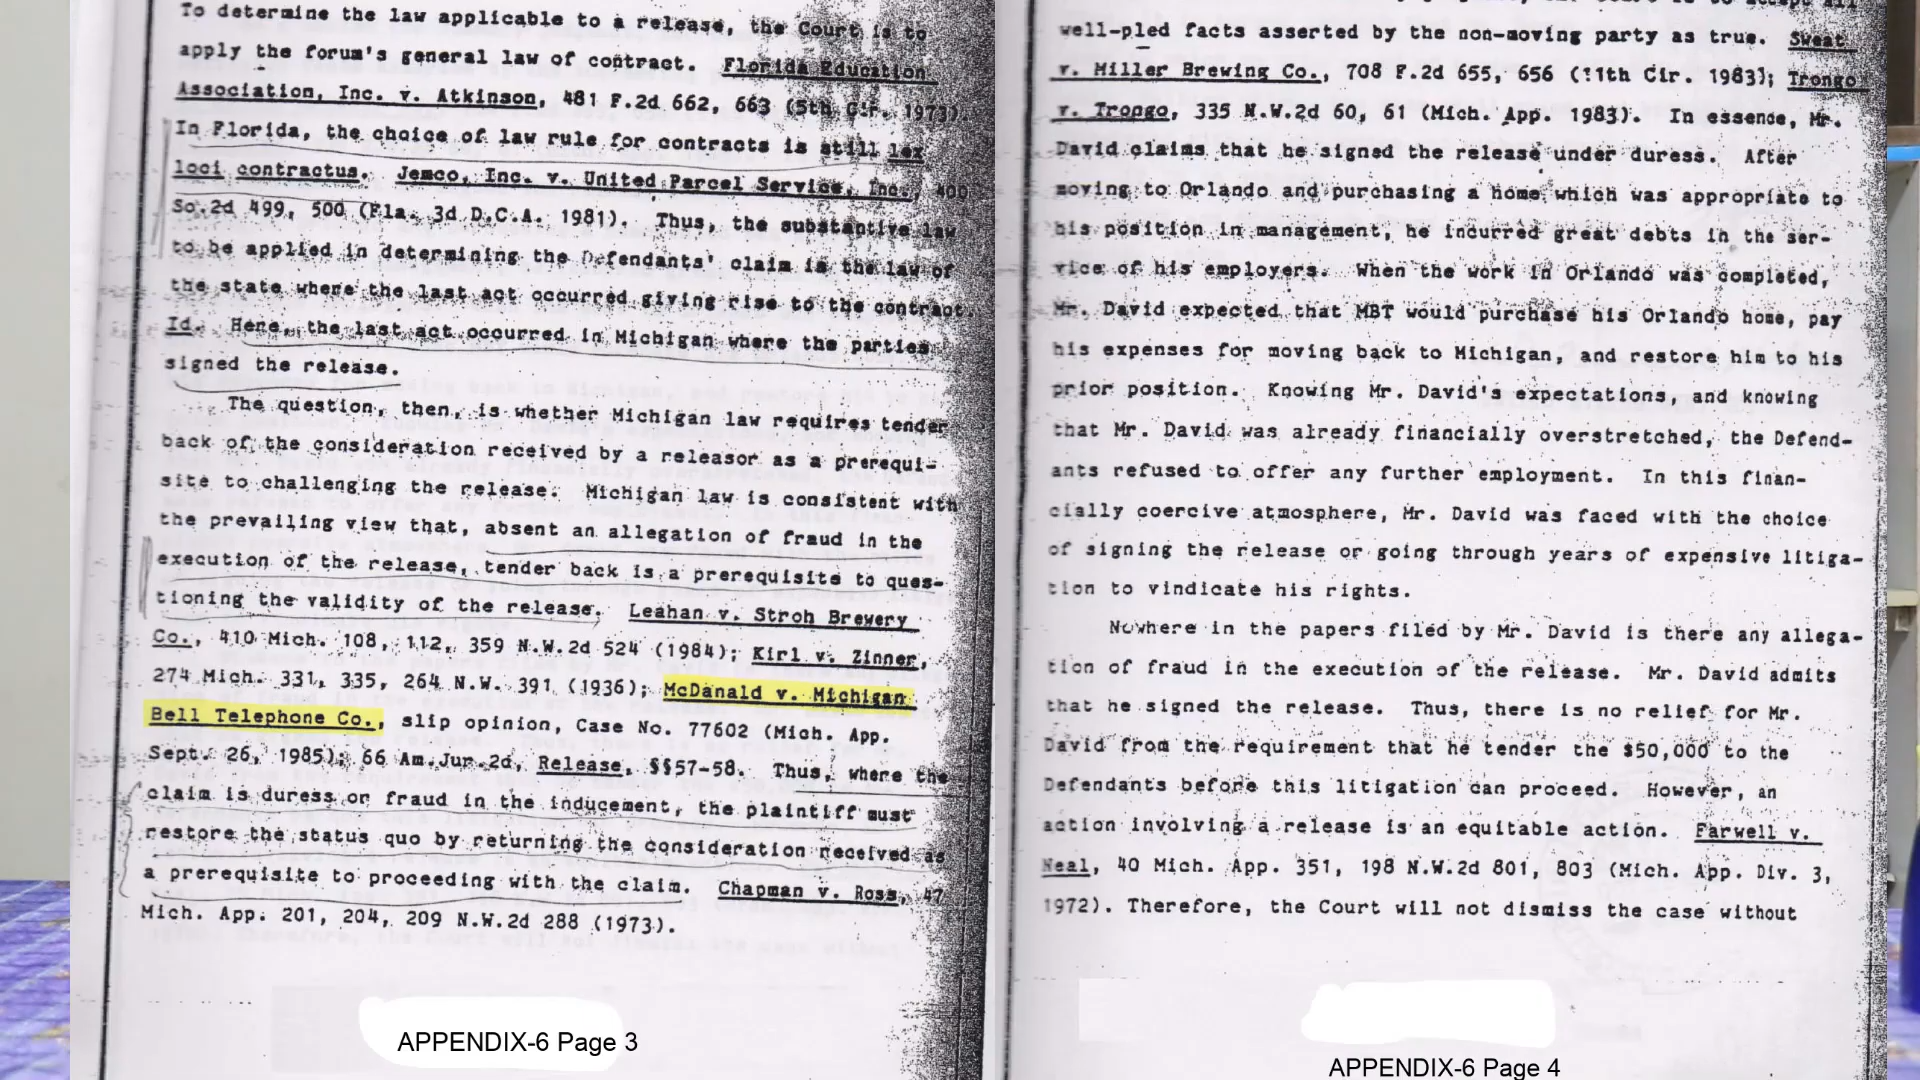 To determine the law applicable to a release, the Court is to
apply the forum's general law of contract. Florida Education
Association, Inc. v. Atkinson, 481 F.2d 662, 663 (5th Cir. 1973).
In Florida, the choice of law rule for contracts is still lex
loci contractus. Jemco, Inc. v. United Parcel Service, Inc., 400
So.2d 499, 500 (Fla. 3d D.C.A. 1981). Thus, the substantive law
to be applied in determining the Defendants' claim is the law of
the state where the last act occurred giving rise to the contract.
Id. Here, the last act occurred in Michigan where the parties
signed the release.
The question, then, is whether Michigan law requires tender
back of the consideration received by a releasor as a prerequi-
site to challenging the release. Michigan law is consistent with
the prevailing view that, absent an allegation of fraud in the
execution of the release, tender back is a prerequisite to ques-
tioning the validity of the release. Leahan v. Stroh Brewery
Co., 410 Mich. 108, 112, 359 N.W.2d 524 (1984); Kirl v. Zinner,
274 Mich. 331, 335, 264 N.W. 391 (1936); McDanald v. Michigan
Bell Telephone Co., slip opinion, Case No. 77602 (Mich. App.
Sept. 26, 1985); 66 Am.Jur.2d, Release, §§57-58. Thus, where the
claim is duress or fraud in the inducement, the plaintiff must
restore the status quo by returning the consideration received as
a prerequisite to proceeding with the claim. Chapman v. Ross, 47
Mich. App. 201, 204, 209 N.W.2d 288 (1973).
APPENDIX-6 Page 3
well-pled facts asserted by the non-moving party as true. Sweat
v. Miller Brewing Co., 708 F.2d 655, 656 (11th Cir. 1983); Trongo
v. Trongo, 335 N.W.2d 60, 61 (Mich. App. 1983). In essence, Mr.
David claims that he signed the release under duress. After
moving to Orlando and purchasing a home which was appropriate to
his position in management, he incurred great debts in the ser-
vice of his employers. When the work in Orlando was completed,
Mr. David expected that MBT would purchase his Orlando home, pay
his expenses for moving back to Michigan, and restore him to his
prior position. Knowing Mr. David's expectations, and knowing
that Mr. David was already financially overstretched, the Defend-
ants refused to offer any further employment. In this finan-
cially coercive atmosphere, Mr. David was faced with the choice
of signing the release or going through years of expensive litiga-
tion to vindicate his rights.
Nowhere in the papers filed by Mr. David is there any allega-
tion of fraud in the execution of the release. Mr. David admits
that he signed the release. Thus, there is no relief for Mr.
David from the requirement that he tender the $50,000 to the
Defendants before this litigation can proceed. However, an
action involving a release is an equitable action. Farwell v.
Neal, 40 Mich. App. 351, 198 N.W.2d 801, 803 (Mich. App. Div. 3,
1972). Therefore, the Court will not dismiss the case without
APPENDIX-6 Page 4